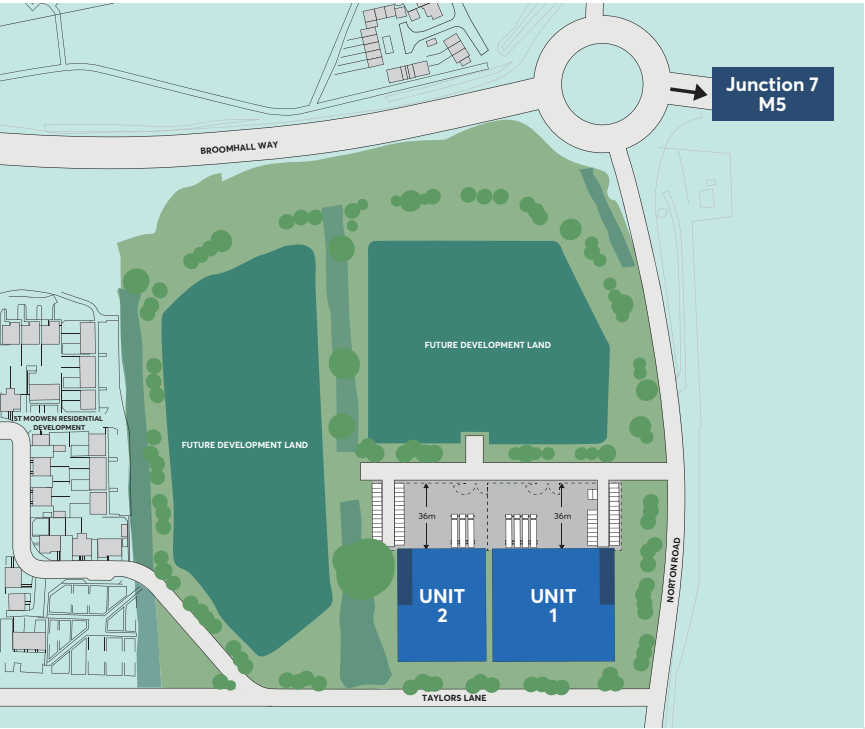 Junction 7
M5
BROOMHALL WAY
FUTURE DEVELOPMENT LAND
ST MODWEN RESIDENTIAL
DEVELOPMENT
FUTURE DEVELOPMENT LAND
36m
36m
NORTON ROAD
UNIT
2
UNIT
1
TAYLORS LANE